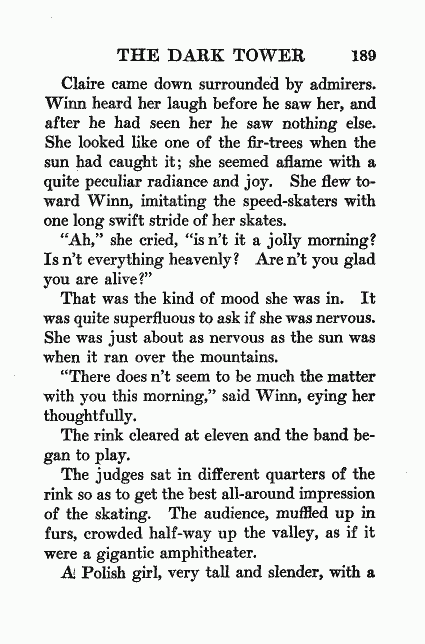 THE DARK TOWER 189
Claire came down surrounded by admirers.
Winn heard her laugh before he saw her, and
after he had seen her he saw nothing else.
She looked like one of the fir-trees when the
sun had caught it; she seemed aflame with a
quite peculiar radiance and joy. She flew to-
ward Winn, imitating the speed-skaters with
one long swift stride of her skates.
"Ah," she cried, "is n't it a jolly morning?
Is n't everything heavenly? Are n't you glad
you are alive?"
That was the kind of mood she was in. It
was quite superfluous to ask if she was nervous.
She was just about as nervous as the sun was
when it ran over the mountains.
"There does n't seem to be much the matter
with you this morning," said Winn, eying her
thoughtfully.
The rink cleared at eleven and the band be-
gan to play.
The judges sat in different quarters of the
rink so as to get the best all-around impression
of the skating. The audience, muffled up in
furs, crowded half-way up the valley, as if it
were a gigantic amphitheater.
A Polish girl, very tall and slender, with a